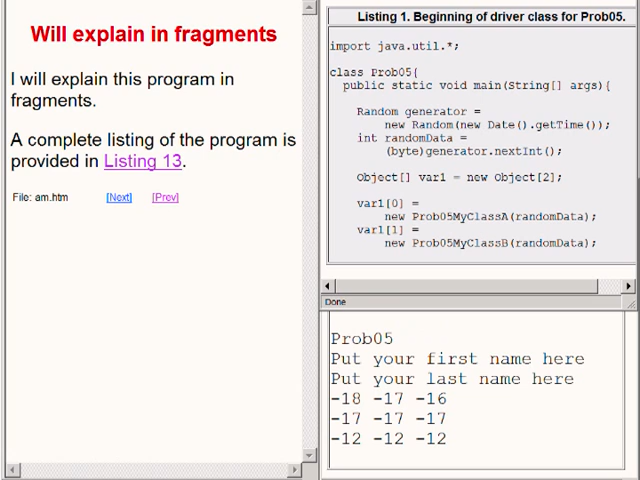 Will explain in fragments
I will explain this program in
fragments.
A complete listing of the program is
provided in Listing 13.
File: am.htm [Next] [Prev]
Listing 1. Beginning of driver class for Prob05.
import java.util.*;
class Prob05{
public static void main(String[] args){
Random generator =
new Random(new Date().getTime());
int randomData =
(byte)generator.nextInt();
Object[] var1 = new Object[2];
var1[0] =
new Prob05MyClassA(randomData);
var1[1] =
new Prob05MyClassB(randomData);
Done
Prob05
Put your first name here
Put your last name here
-18 -17 -16
-17 -17 -17
-12 -12 -12